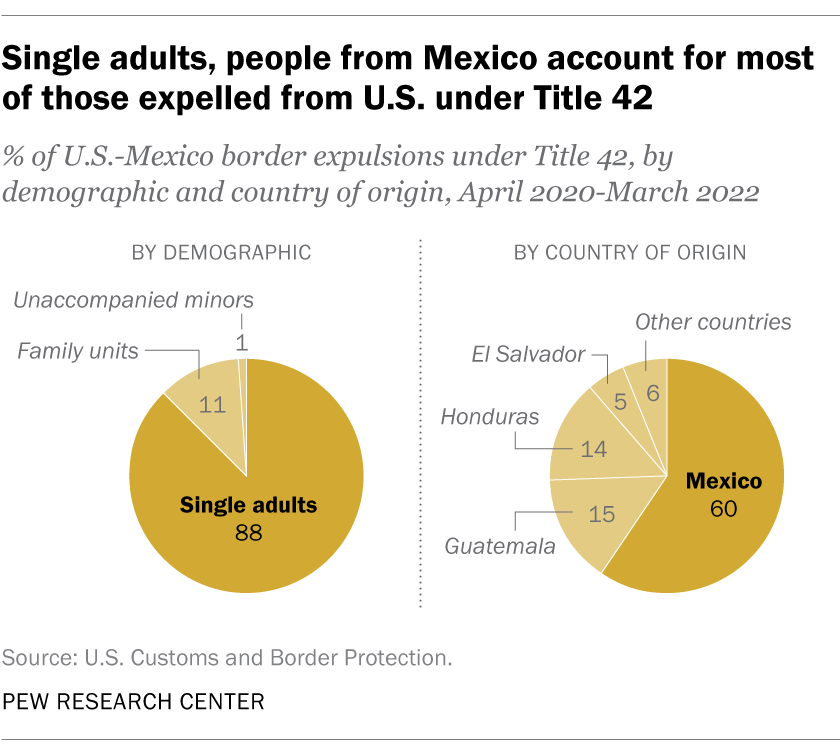 Single adults, people from Mexico account for most
of those expelled from U.S. under Title 42
% of U.S.-Mexico border expulsions under Title 42, by
demographic and country of origin, April 2020-March 2022
BY DEMOGRAPHIC
Unaccompanied minors
1
Family units
11
Single adults
88
BY COUNTRY OF ORIGIN
Other countries
6
El Salvador
5
Honduras
14
Mexico
60
15
Guatemala
Source: U.S. Customs and Border Protection.
PEW RESEARCH CENTER